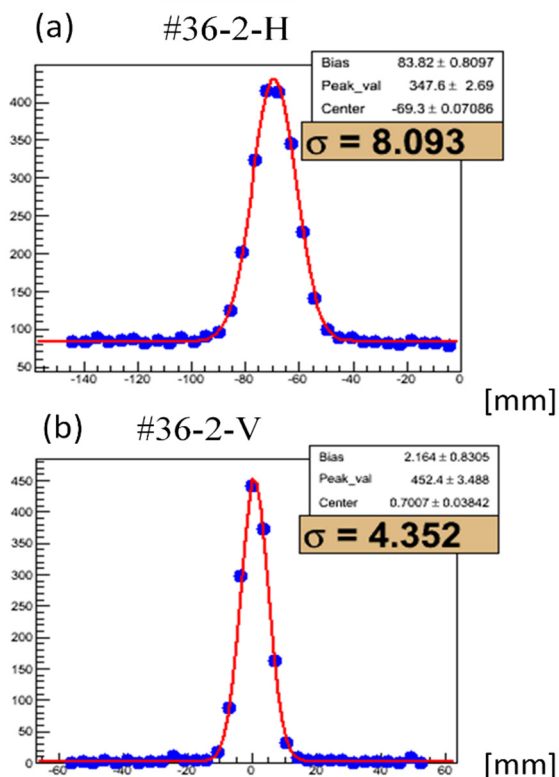 (a) #36-2-H
Bias 83.82 ± 0.8097
Peak_val 347.6 ± 2.69
Center -69.3 ± 0.07086
σ = 8.093
400
350
300
250
200
150
100
50
-140 -120 -100 -80 -60 -40 -20 0
[mm]
(b) #36-2-V
Bias 2.164 ± 0.8305
Peak_val 452.4 ± 3.488
Center 0.7007 ± 0.03842
σ = 4.352
450
400
350
300
250
200
150
100
50
0
-60 -40 -20 0 20 40 60
[mm]